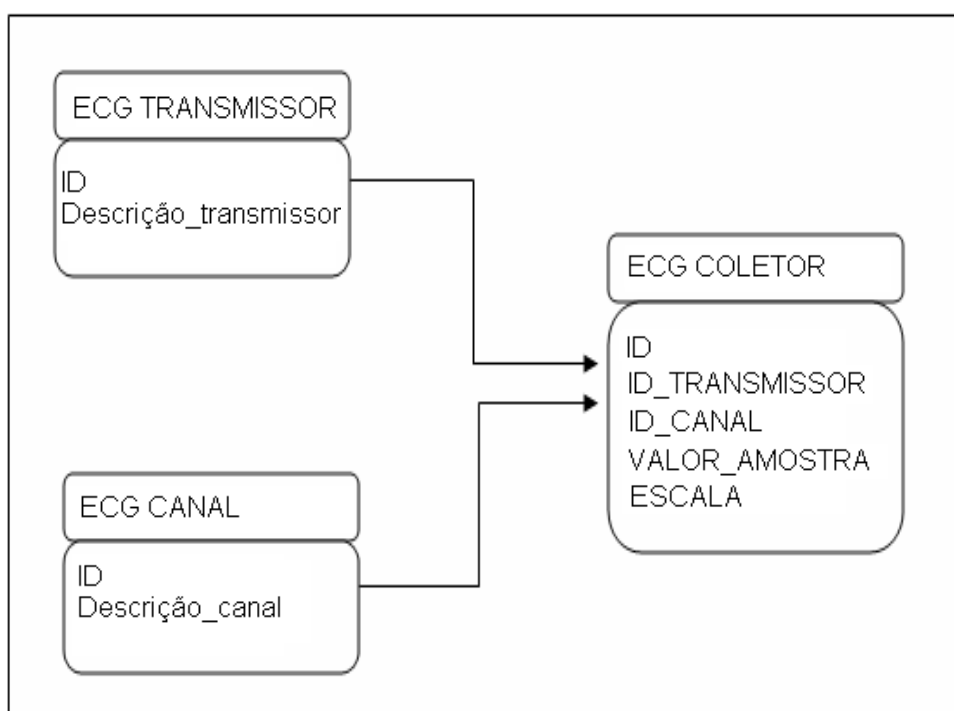 ECG TRANSMISSOR
ID
Descrição_transmissor
ECG CANAL
ID
Descrição_canal
ECG COLETOR
ID
ID_TRANSMISSOR
ID_CANAL
VALOR_AMOSTRA
ESCALA